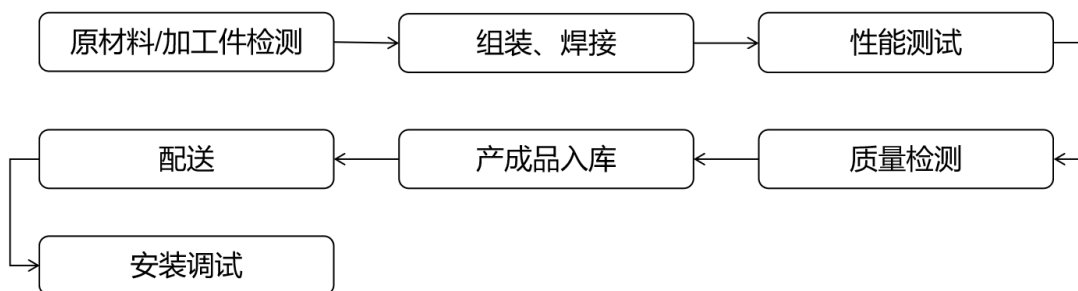 原材料/加工件检测
组装、焊接
性能测试
质量检测
产成品入库
配送
安装调试